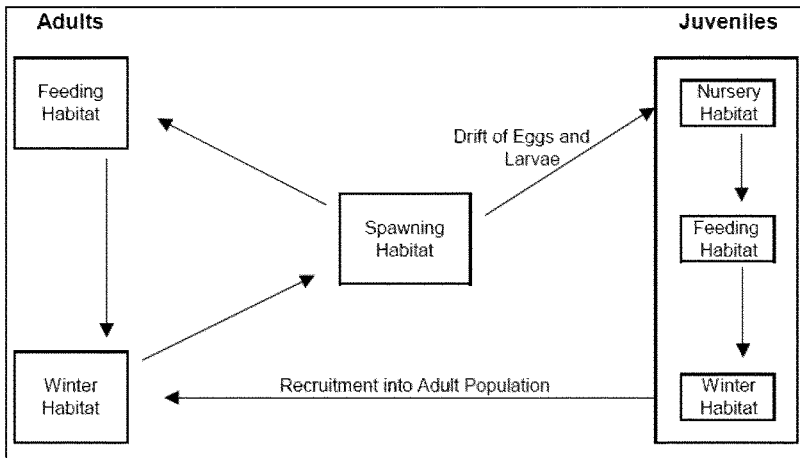 Adults
Juveniles
Feeding
Habitat
Nursery
Habitat
Drift of Eggs and
Larvae
Spawning
Habitat
Feeding
Habitat
Winter
Habitat
Recruitment into Adult Population
Winter
Habitat